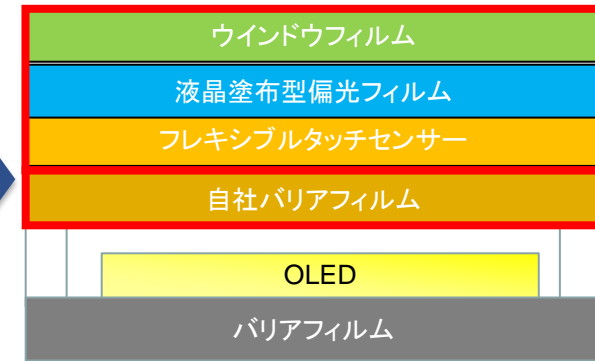 ウインドウフィルム
液晶塗布型偏光フィルム
フレキシブルタッチセンサー
自社バリアフィルム
OLED
バリアフィルム